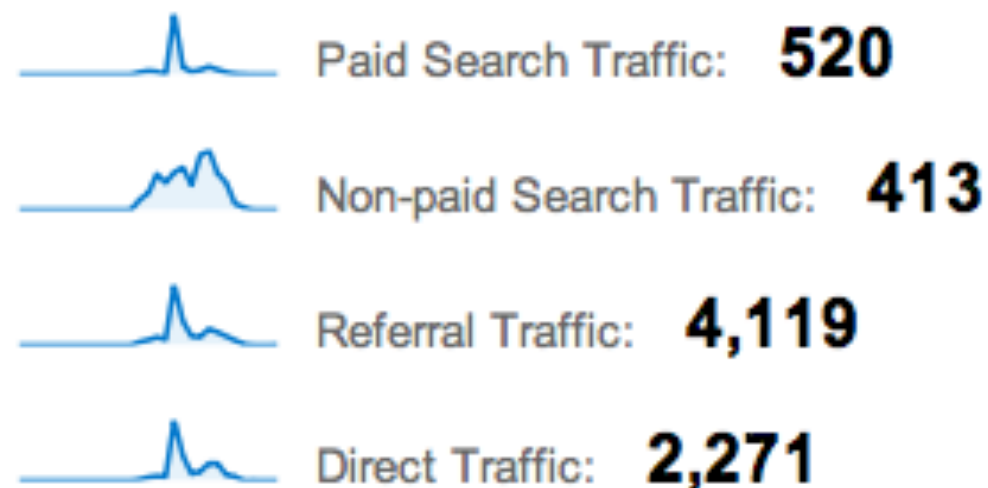 Paid Search Traffic: 520
Non-paid Search Traffic: 413
Referral Traffic: 4,119
Direct Traffic: 2,271